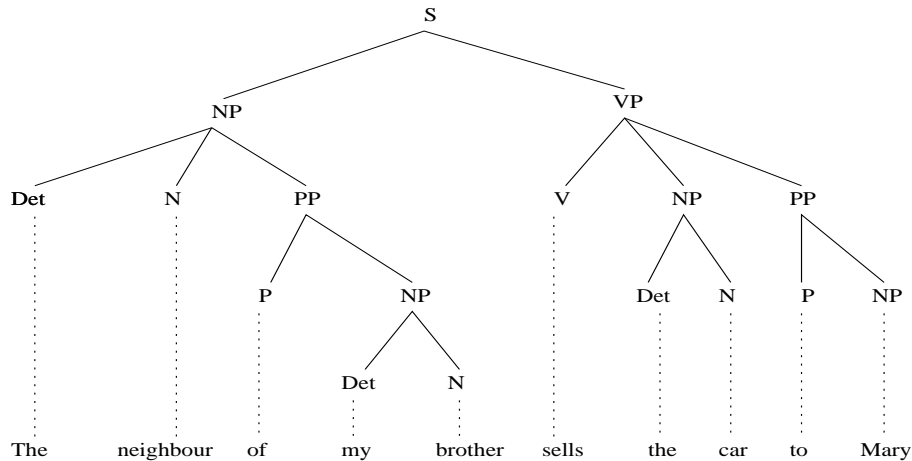 S
NP VP
Det N PP V NP PP
P NP Det N P NP
Det N
The neighbour of my brother sells the car to Mary